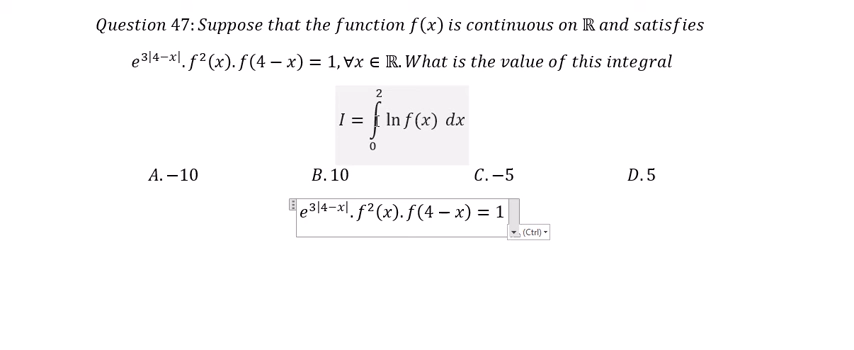 Question 47: Suppose that the function f(x) is continuous on ℝ and satisfies
e^{3|4−x|}. f²(x). f(4 − x) = 1, ∀x ∈ ℝ. What is the value of this integral
I = ∫₀² ln f(x) dx
A. −10 B. 10 C. −5 D. 5
e^{3|4−x|}. f²(x). f(4 − x) = 1
(Ctrl)